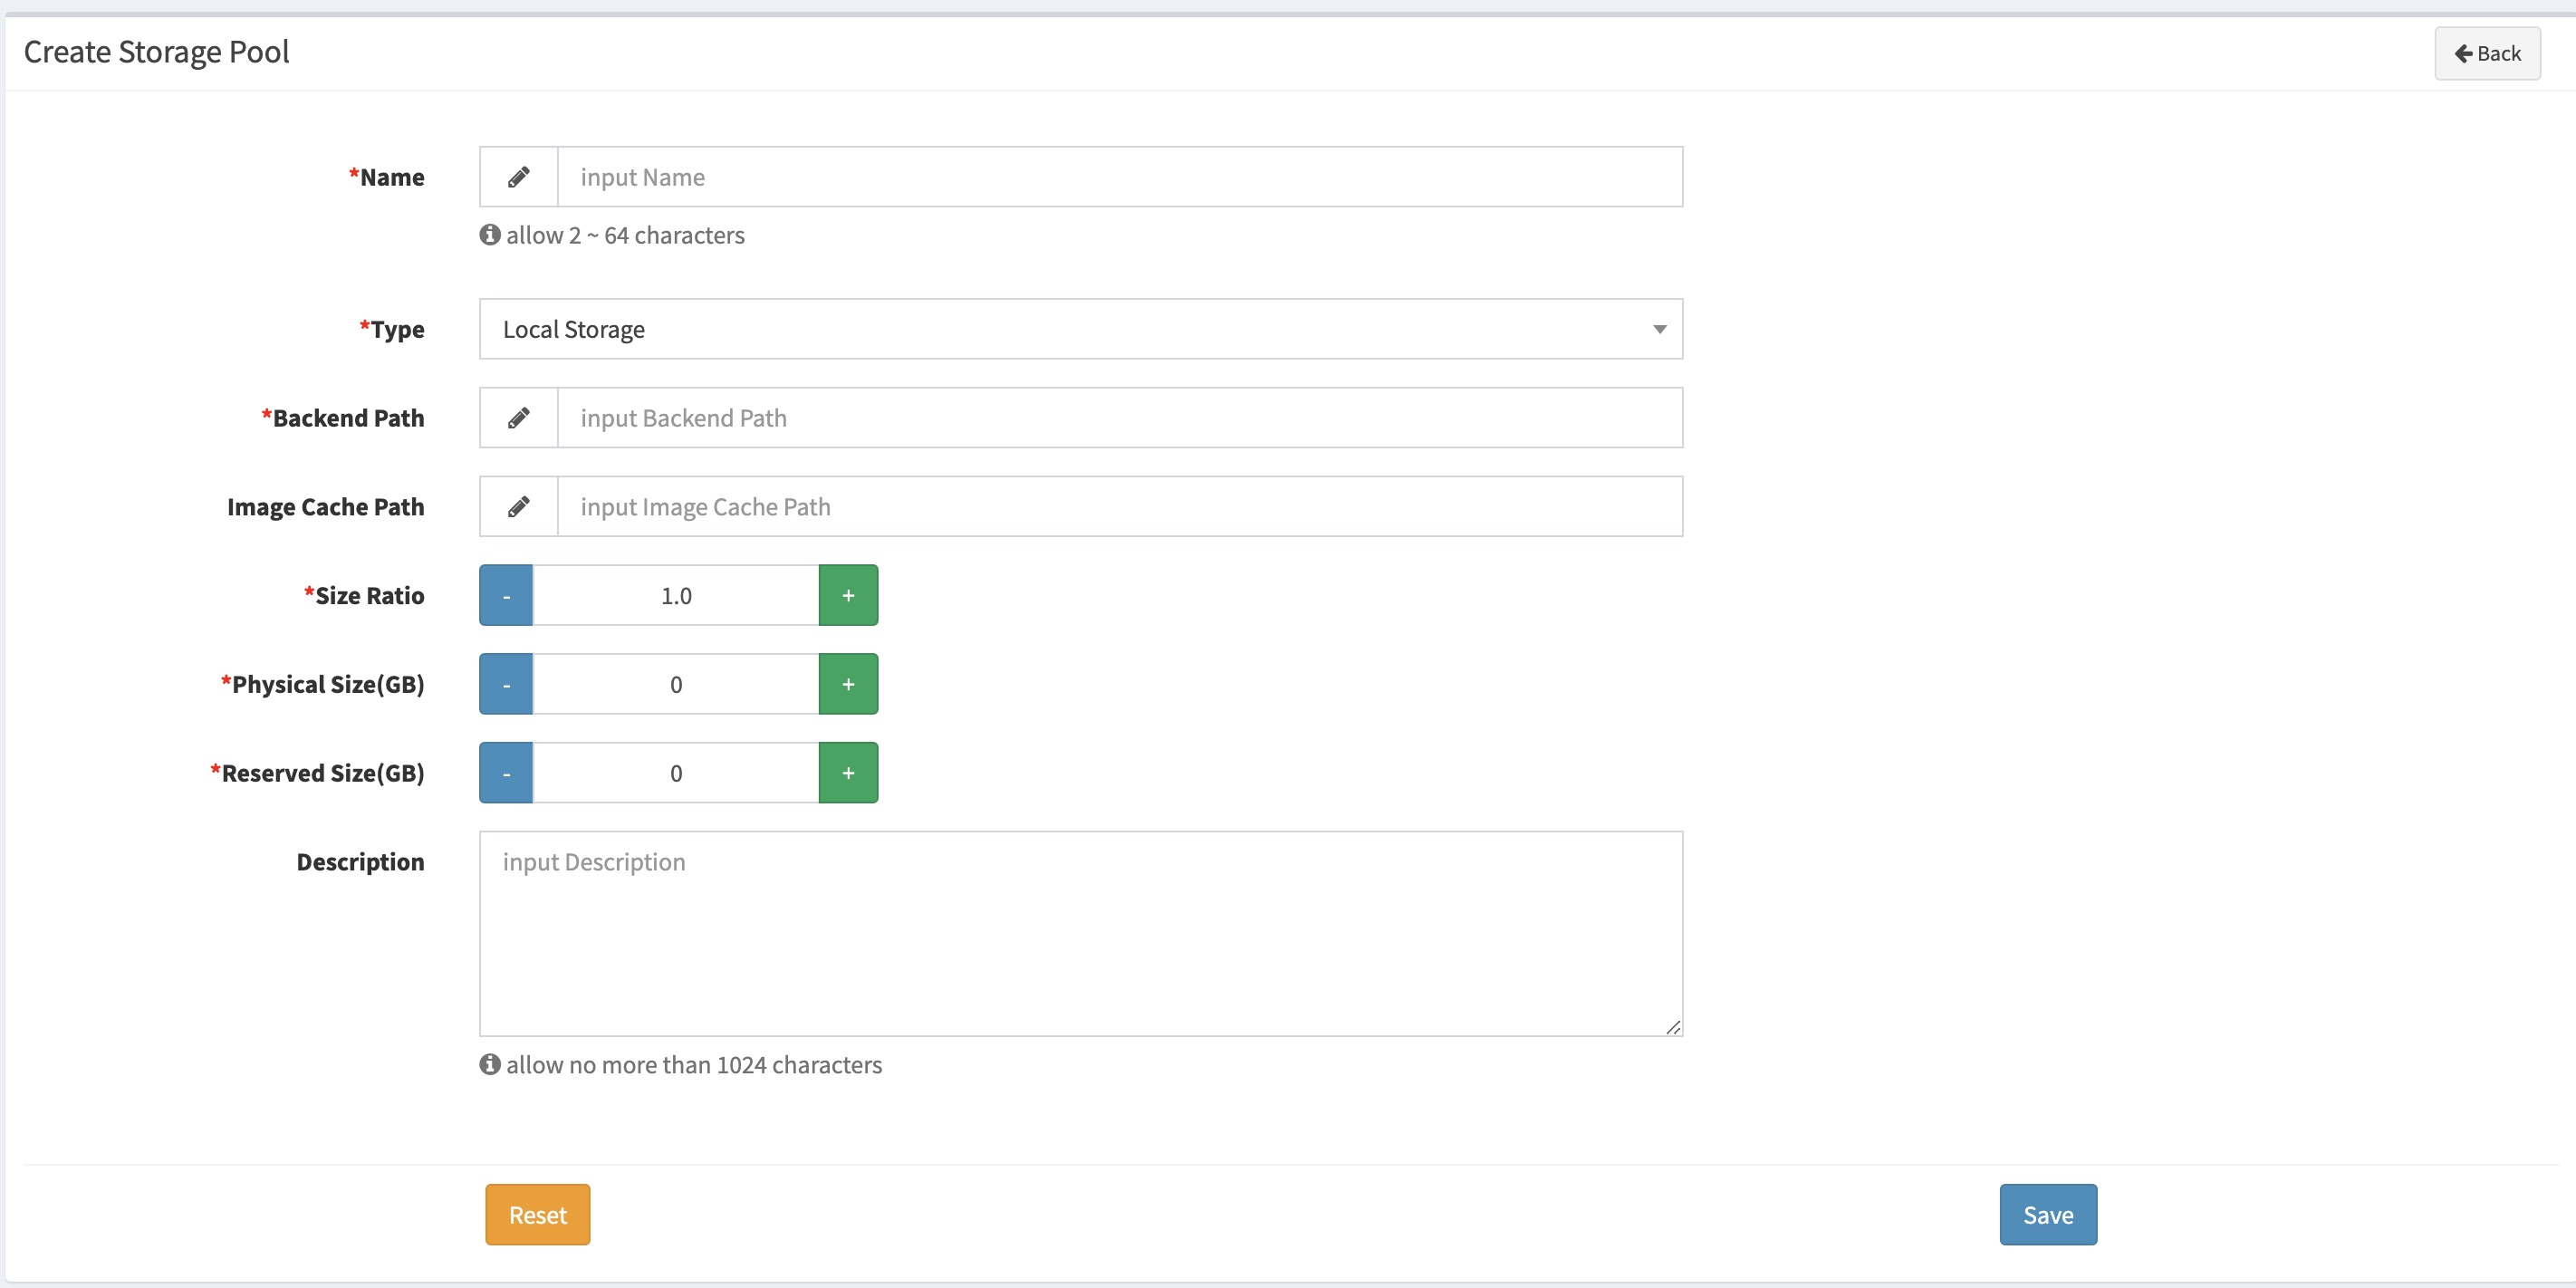 Create Storage Pool
Back
*Name
input Name
allow 2 ~ 64 characters
*Type
Local Storage
*Backend Path
input Backend Path
Image Cache Path
input Image Cache Path
*Size Ratio
- 1.0 +
*Physical Size(GB)
- 0 +
*Reserved Size(GB)
- 0 +
Description
input Description
allow no more than 1024 characters
Reset
Save